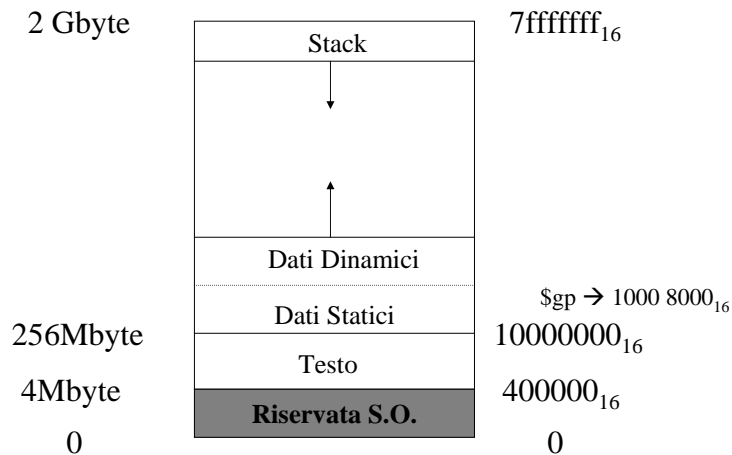 2 Gbyte Stack 7fffffff₁₆
Dati Dinamici
$gp → 1000 8000₁₆
Dati Statici
256Mbyte 10000000₁₆
Testo
4Mbyte 400000₁₆
Riservata S.O.
0 0